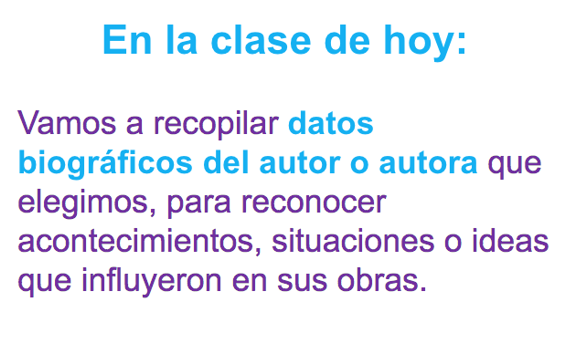 En la clase de hoy:
Vamos a recopilar datos
biográficos del autor o autora que
elegimos, para reconocer
acontecimientos, situaciones o ideas
que influyeron en sus obras.